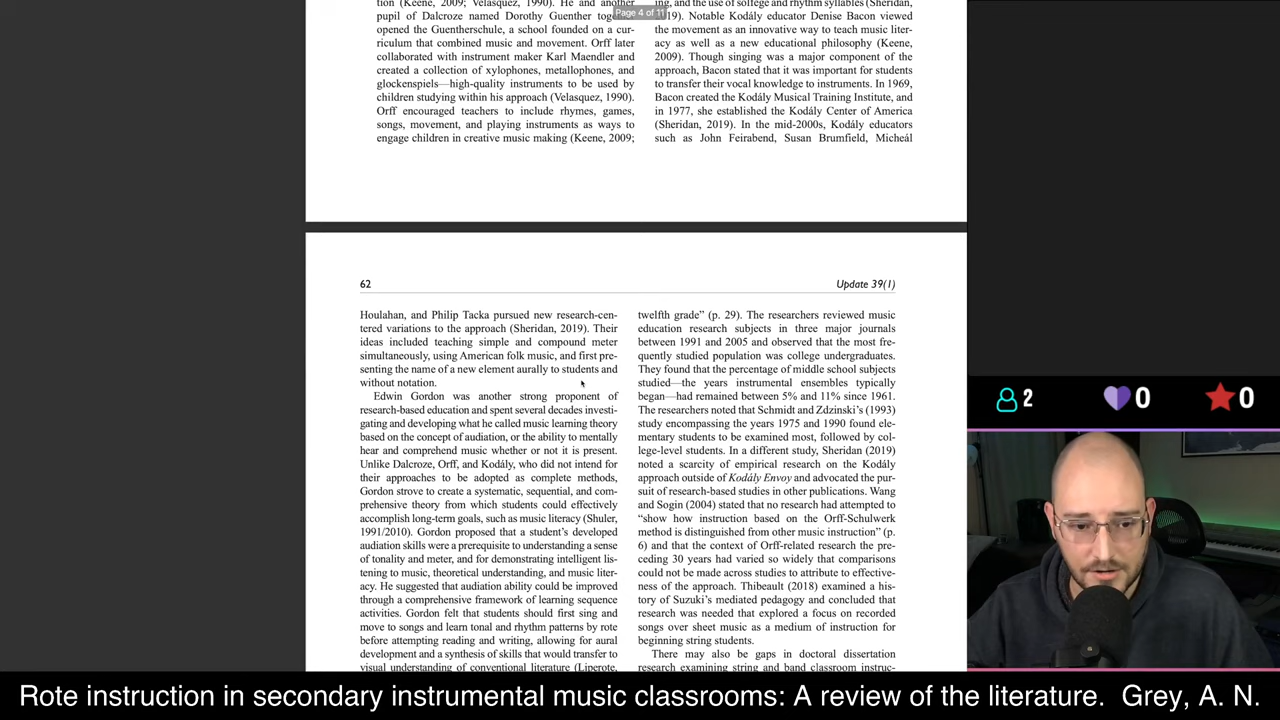 tion (Keene, 2009; Velasquez, 1990). He and another
pupil of Dalcroze named Dorothy Guenther
opened the Guentherschule, a school founded on a cur-
riculum that combined music and movement. Orff later
collaborated with instrument maker Karl Maendler and
created a collection of xylophones, metallophones, and
glockenspiels—high-quality instruments to be used by
children studying within his approach (Velasquez, 1990).
Orff encouraged teachers to include rhymes, games,
songs, movement, and playing instruments as ways to
engage children in creative music making (Keene, 2009;
Page 4 of 11
ing, and the use of solfège and rhythm syllables (Sheridan,
Notable Kodály educator Denise Bacon viewed
the movement as an innovative way to teach music liter-
acy as well as a new educational philosophy (Keene,
2009). Though singing was a major component of the
approach, Bacon stated that it was important for students
to transfer their vocal knowledge to instruments. In 1969,
Bacon created the Kodály Musical Training Institute, and
in 1977, she established the Kodály Center of America
(Sheridan, 2019). In the mid-2000s, Kodály educators
such as John Feirabend, Susan Brumfield, Micheál
62
Update 39(1)
Houlahan, and Philip Tacka pursued new research-cen-
tered variations to the approach (Sheridan, 2019). Their
ideas included teaching simple and compound meter
simultaneously, using American folk music, and first pre-
senting the name of a new element aurally to students and
without notation.
Edwin Gordon was another strong proponent of
research-based education and spent several decades investi-
gating and developing what he called music learning theory
based on the concept of audiation, or the ability to mentally
hear and comprehend music whether or not it is present.
Unlike Dalcroze, Orff, and Kodály, who did not intend for
their approaches to be adopted as complete methods,
Gordon strove to create a systematic, sequential, and com-
prehensive theory from which students could effectively
accomplish long-term goals, such as music literacy (Shuler,
1991/2010). Gordon proposed that a student's developed
audiation skills were a prerequisite to understanding a sense
of tonality and meter, and for demonstrating intelligent lis-
tening to music, theoretical understanding, and music liter-
acy. He suggested that audiation ability could be improved
through a comprehensive framework of learning sequence
activities. Gordon felt that students should first sing and
move to songs and learn tonal and rhythm patterns by rote
before attempting reading and writing, allowing for aural
development and a synthesis of skills that would transfer to
visual understanding of conventional literature (Liperote,
twelfth grade" (p. 29). The researchers reviewed music
education research subjects in three major journals
between 1991 and 2005 and observed that the most fre-
quently studied population was college undergraduates.
They found that the percentage of middle school subjects
studied—the years instrumental ensembles typically
began—had remained between 5% and 11% since 1961.
The researchers noted that Schmidt and Zdzinski's (1993)
study encompassing the years 1975 and 1990 found ele-
mentary students to be examined most, followed by col-
lege-level students. In a different study, Sheridan (2019)
noted a scarcity of empirical research on the Kodály
approach outside of Kodály Envoy and advocated the pur-
suit of research-based studies in other publications. Wang
and Sogin (2004) stated that no research had attempted to
"show how instruction based on the Orff-Schulwerk
method is distinguished from other music instruction" (p.
6) and that the context of Orff-related research the pre-
ceding 30 years had varied so widely that comparisons
could not be made across studies to attribute to effective-
ness of the approach. Thibeault (2018) examined a his-
tory of Suzuki's mediated pedagogy and concluded that
research was needed that explored a focus on recorded
songs over sheet music as a medium of instruction for
beginning string students.
There may also be gaps in doctoral dissertation
research examining string and band classroom instruc-
2
0
0
Rote instruction in secondary instrumental music classrooms: A review of the literature. Grey, A. N.